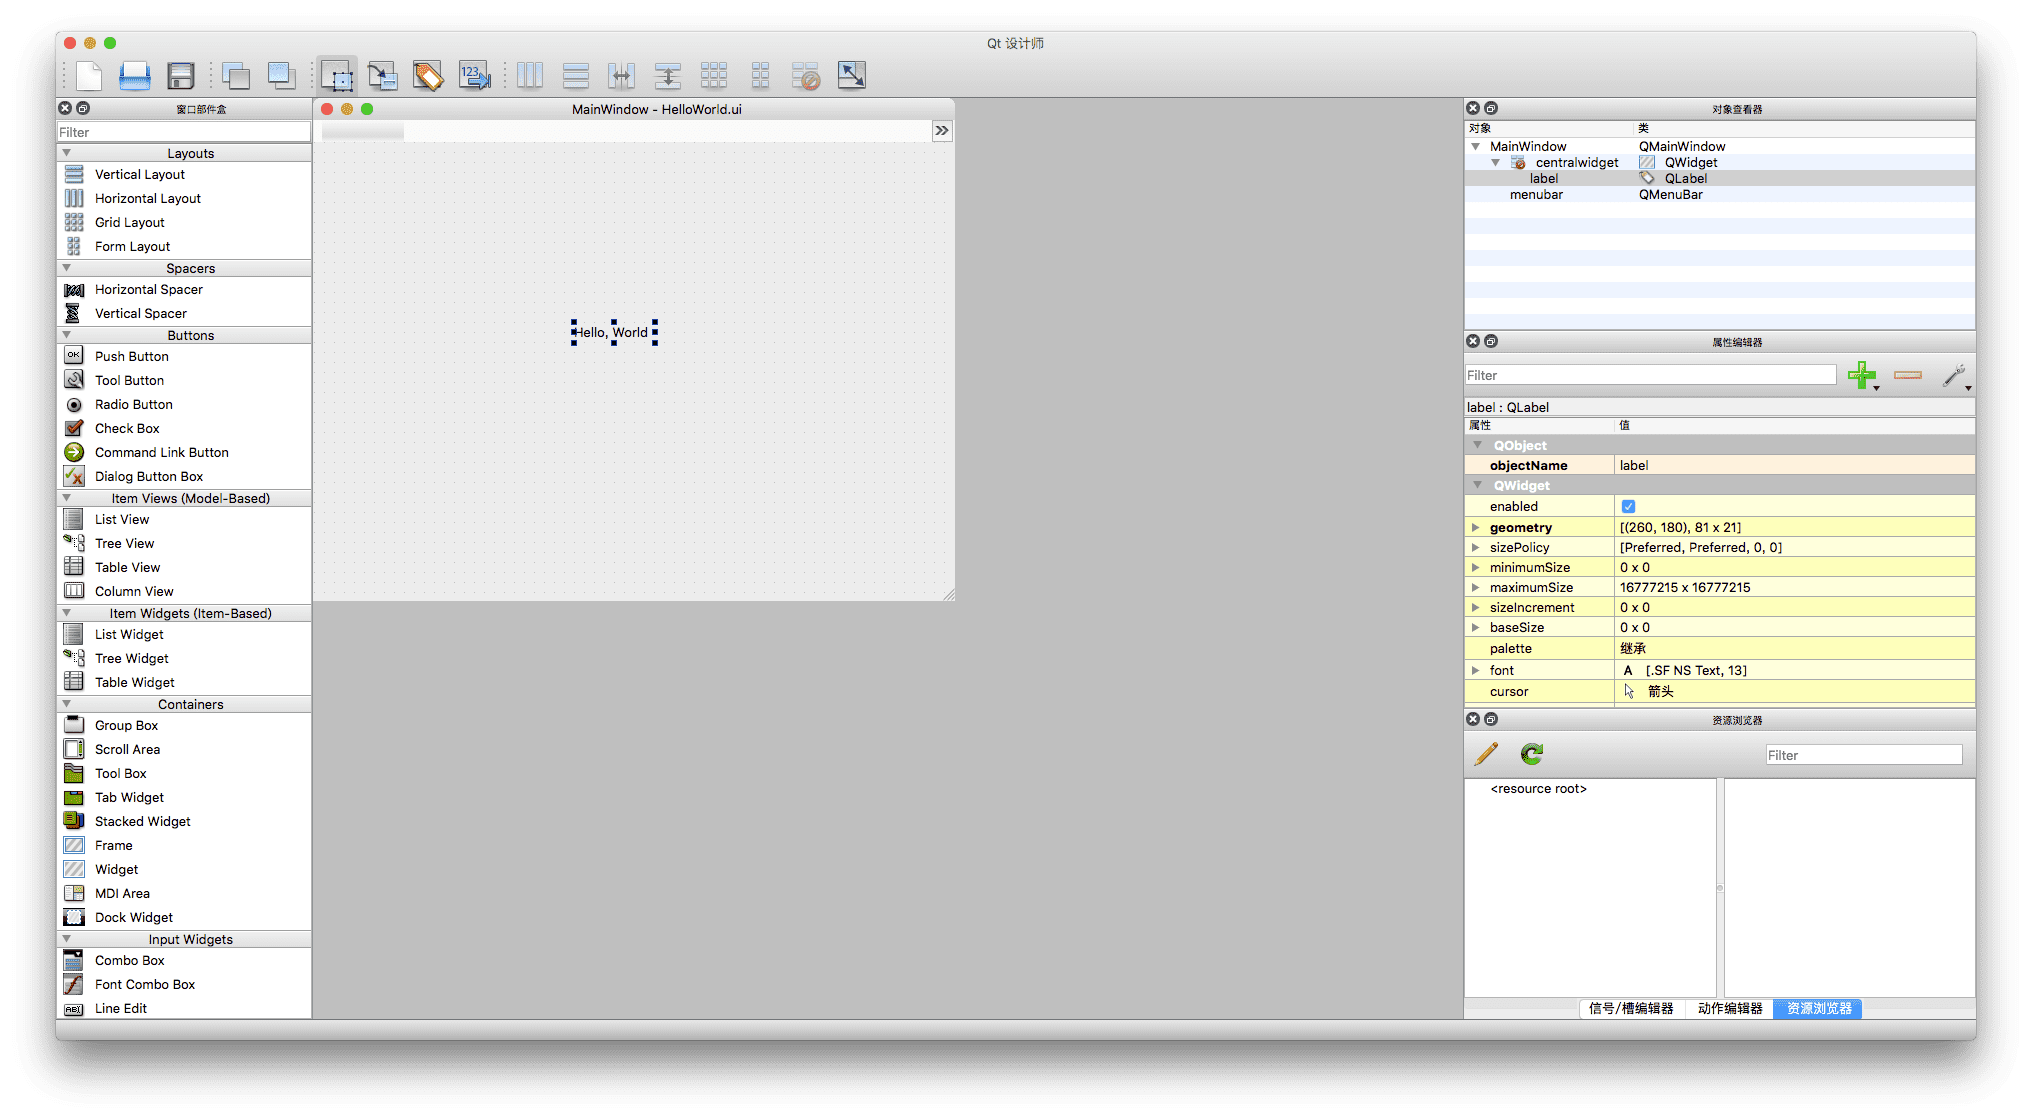 Qt 设计师
123
窗口部件盒
Filter
Layouts
Vertical Layout
Horizontal Layout
Grid Layout
Form Layout
Spacers
Horizontal Spacer
Vertical Spacer
Buttons
OK
Push Button
Tool Button
Radio Button
Check Box
Command Link Button
Dialog Button Box
Item Views (Model-Based)
List View
Tree View
Table View
Column View
Item Widgets (Item-Based)
List Widget
Tree Widget
Table Widget
Containers
Group Box
Scroll Area
Tool Box
Tab Widget
Stacked Widget
Frame
Widget
MDI Area
Dock Widget
Input Widgets
Combo Box
Font Combo Box
ABI
Line Edit
MainWindow - HelloWorld.ui
Hello, World
对象查看器
对象 类
MainWindow QMainWindow
centralwidget QWidget
label QLabel
menubar QMenuBar
属性编辑器
Filter
label : QLabel
属性 值
QObject
objectName label
QWidget
enabled
geometry [(260, 180), 81 x 21]
sizePolicy [Preferred, Preferred, 0, 0]
minimumSize 0 x 0
maximumSize 16777215 x 16777215
sizeIncrement 0 x 0
baseSize 0 x 0
palette 继承
font A [.SF NS Text, 13]
cursor 箭头
资源浏览器
Filter
<resource root>
信号/槽编辑器 动作编辑器 资源浏览器